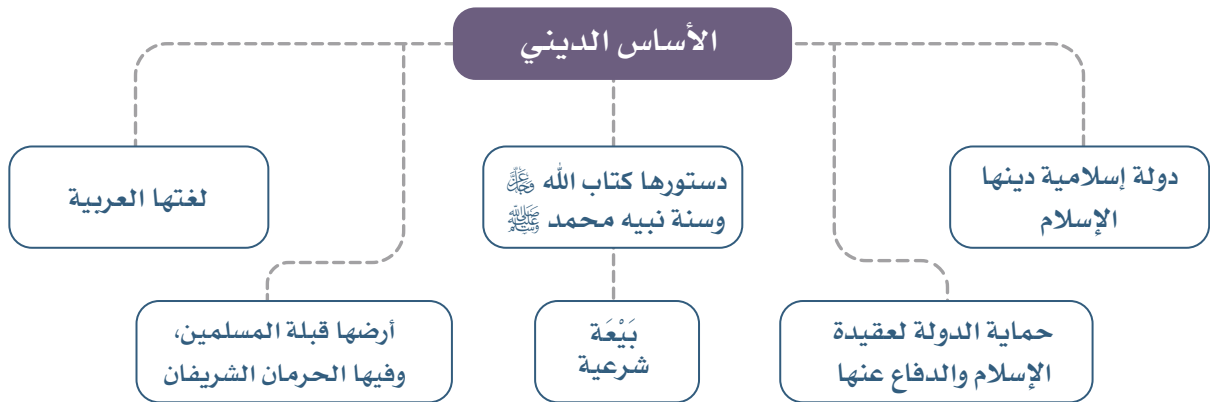 الأساس الديني
دولة إسلامية دينها
الإسلام
دستورها كتاب الله ﷻ
وسنة نبيه محمد ﷺ
لغتها العربية
حماية الدولة لعقيدة
الإسلام والدفاع عنها
بَيْعَة
شرعية
أرضها قبلة المسلمين،
وفيها الحرمان الشريفان